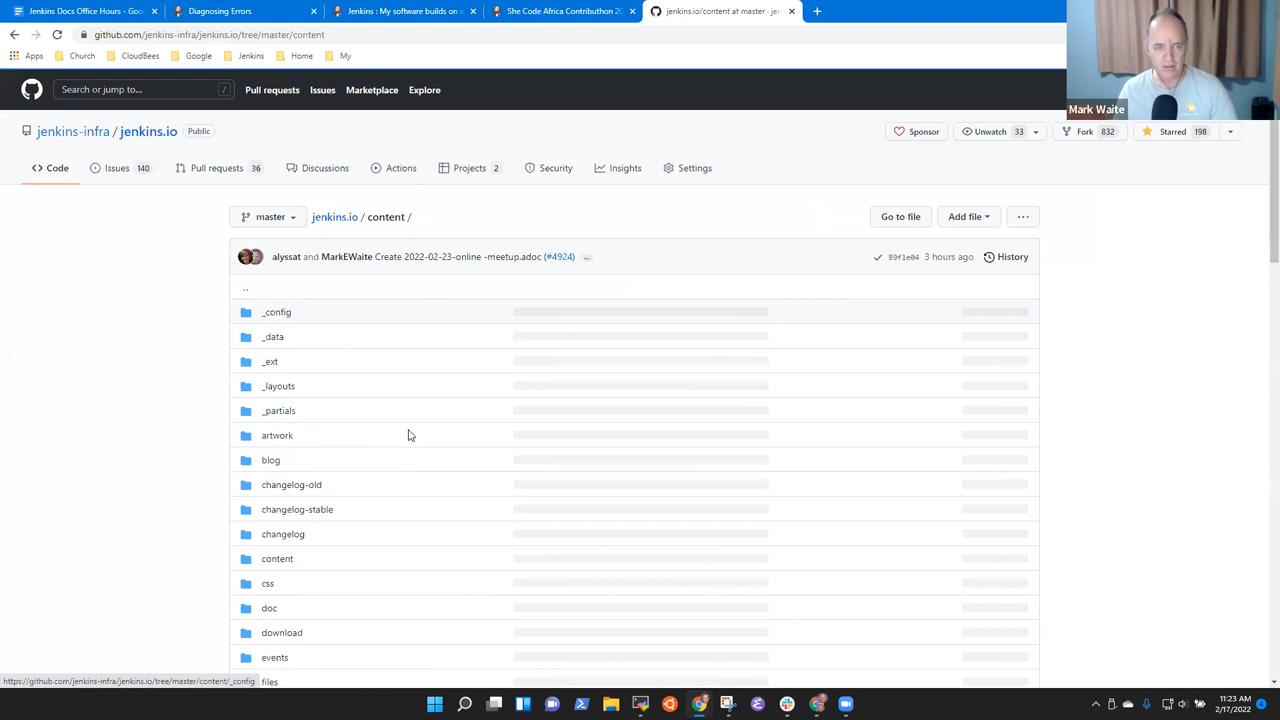 Jenkins Docs Office Hours - Goo
Diagnosing Errors
Jenkins : My software builds on m
She Code Africa Contributhon 20
jenkins.io/content at master · jen
github.com/jenkins-infra/jenkins.io/tree/master/content
Apps
Church
CloudBees
Google
Jenkins
Home
My
Mark Waite
Search or jump to...
/
Pull requests
Issues
Marketplace
Explore
jenkins-infra / jenkins.io
Public
Sponsor
Unwatch 33
Fork 832
Starred 198
Code
Issues 140
Pull requests 36
Discussions
Actions
Projects 2
Security
Insights
Settings
master
jenkins.io / content /
Go to file
Add file
...
alyssat and MarkEWaite Create 2022-02-23-online -meetup.adoc (#4924) ...
89f1e04 3 hours ago
History
..
_config
_data
_ext
_layouts
_partials
artwork
blog
changelog-old
changelog-stable
changelog
content
css
doc
download
events
files
https://github.com/jenkins-infra/jenkins.io/tree/master/content/_config
11:23 AM
2/17/2022